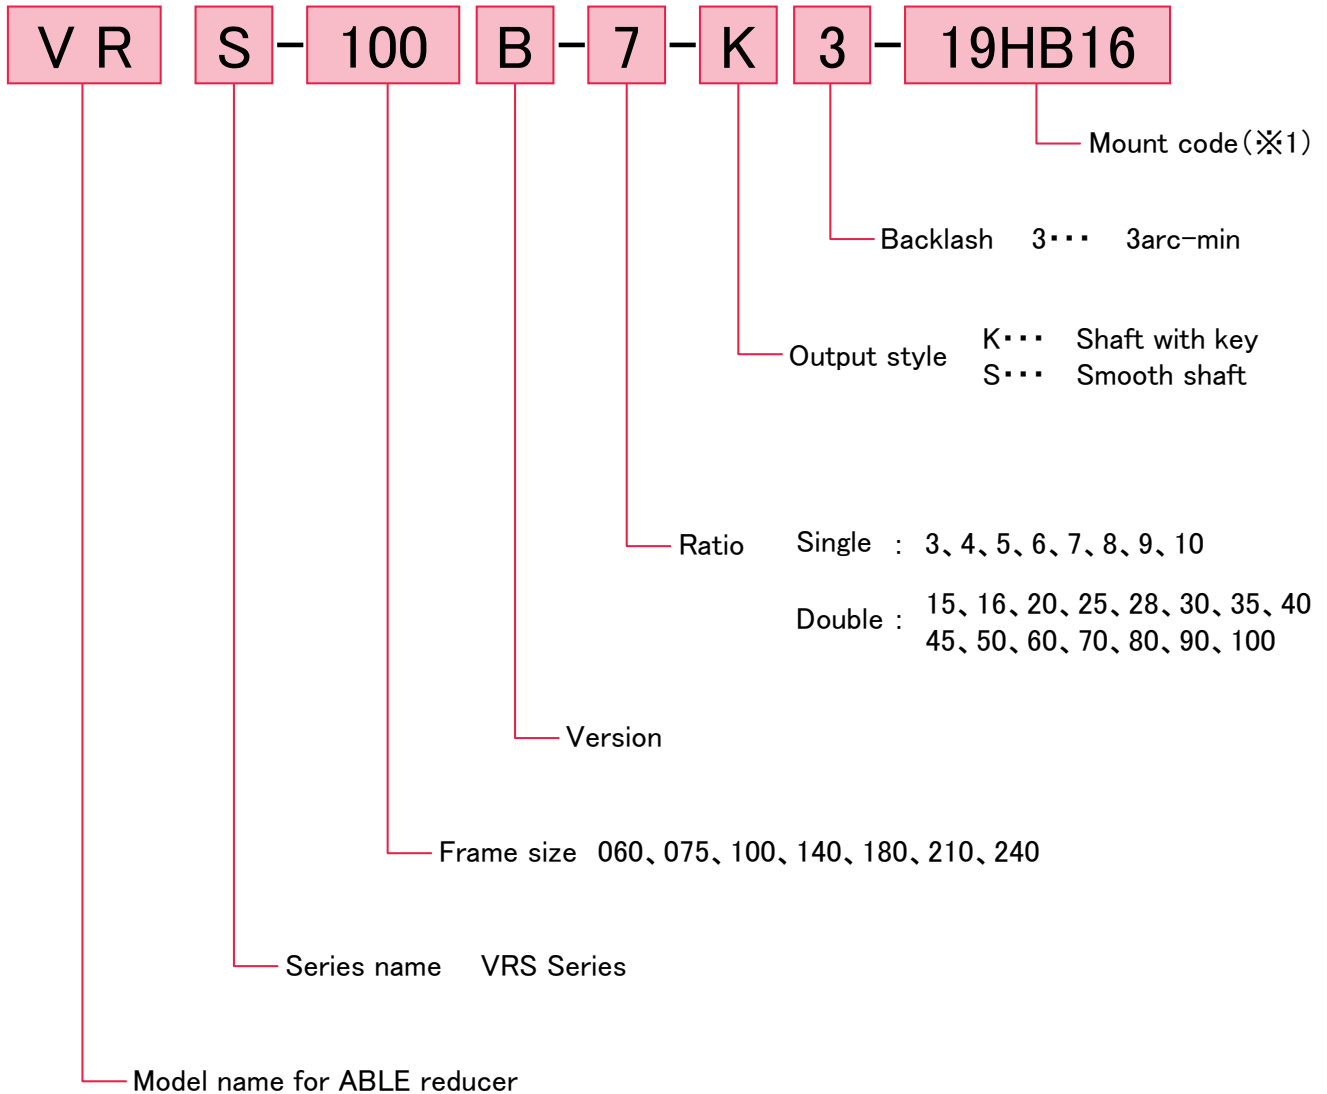 VR S-100 B-7-K 3-19HB16
Mount code(※1)
Backlash 3・・・ 3arc-min
Output style K・・・ Shaft with key
S・・・ Smooth shaft
Ratio Single : 3、4、5、6、7、8、9、10
Double : 15、16、20、25、28、30、35、40
45、50、60、70、80、90、100
Version
Frame size 060、075、100、140、180、210、240
Series name VRS Series
Model name for ABLE reducer